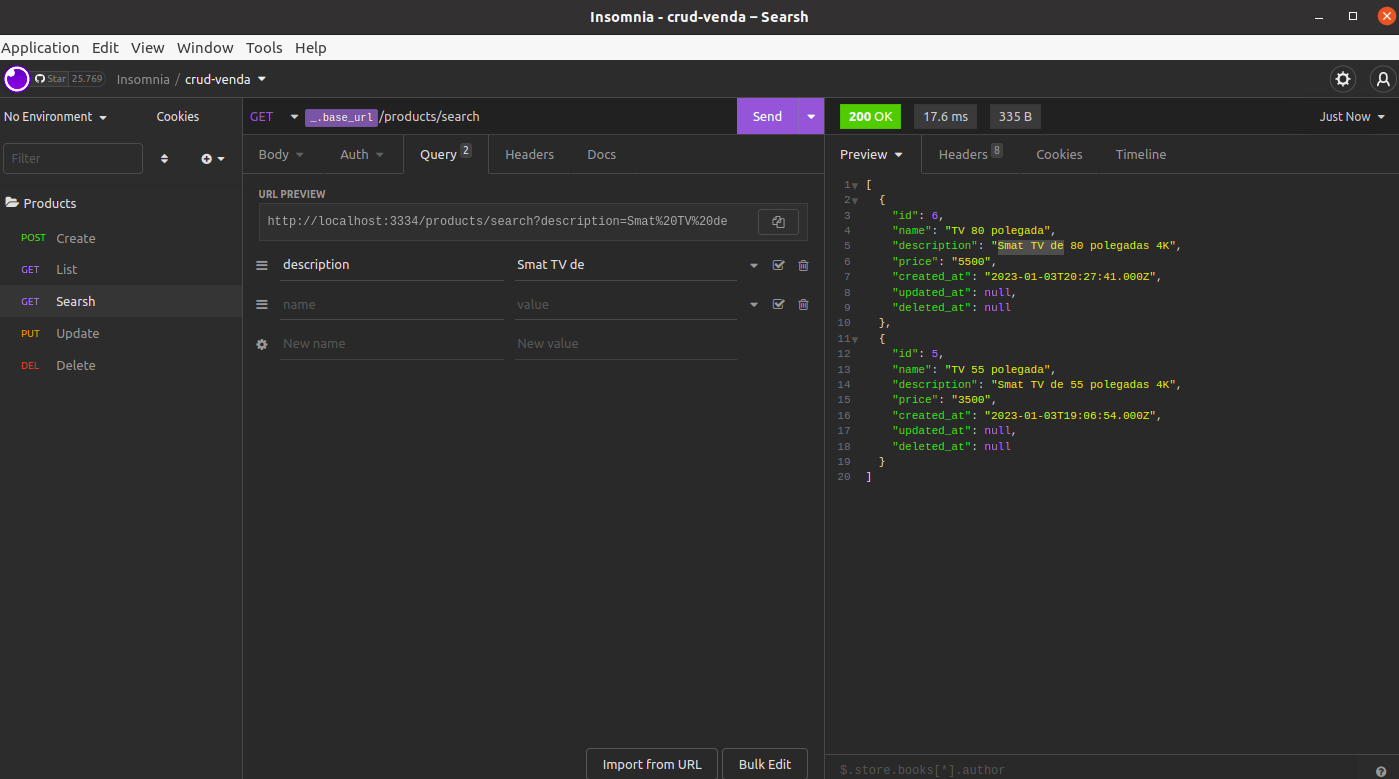 Insomnia - crud-venda – Searsh
Application Edit View Window Tools Help
Star 25.769 Insomnia / crud-venda
No Environment Cookies
Filter
Products
POST Create
GET List
GET Searsh
PUT Update
DEL Delete
GET _.base_url /products/search Send
Body Auth Query 2 Headers Docs
URL PREVIEW
http://localhost:3334/products/search?description=Smat%20TV%20de
description Smat TV de
name value
New name New value
Import from URL Bulk Edit
200 OK 17.6 ms 335 B Just Now
Preview Headers 8 Cookies Timeline
1 [
2 {
3 "id": 6,
4 "name": "TV 80 polegada",
5 "description": "Smat TV de 80 polegadas 4K",
6 "price": "5500",
7 "created_at": "2023-01-03T20:27:41.000Z",
8 "updated_at": null,
9 "deleted_at": null
10 },
11 {
12 "id": 5,
13 "name": "TV 55 polegada",
14 "description": "Smat TV de 55 polegadas 4K",
15 "price": "3500",
16 "created_at": "2023-01-03T19:06:54.000Z",
17 "updated_at": null,
18 "deleted_at": null
19 }
20 ]
$.store.books[*].author